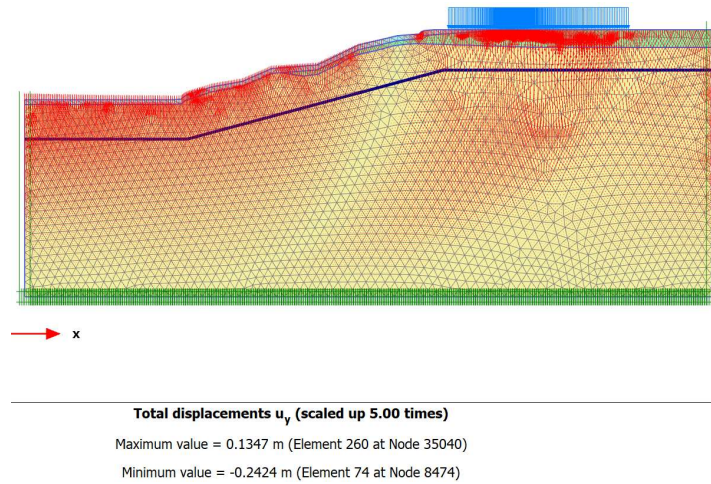 x
Total displacements uy (scaled up 5.00 times)
Maximum value = 0.1347 m (Element 260 at Node 35040)
Minimum value = -0.2424 m (Element 74 at Node 8474)